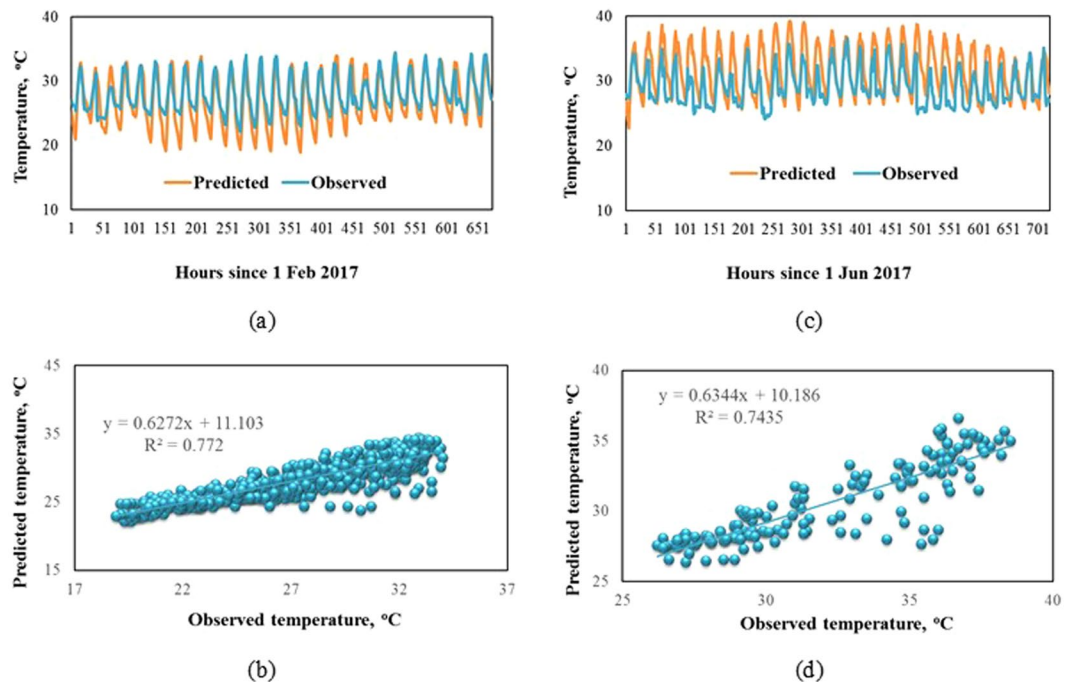 40
30
20
10
Temperature, °C
Predicted
Observed
1 51 101 151 201 251 301 351 401 451 501 551 601 651
Hours since 1 Feb 2017
(a)
40
30
20
10
Temperature, °C
Predicted
Observed
1 51 101 151 201 251 301 351 401 451 501 551 601 651 701
Hours since 1 Jun 2017
(c)
45
35
25
15
Predicted temperature, °C
y = 0.6272x + 11.103
R² = 0.772
17 22 27 32 37
Observed temperature, °C
(b)
40
35
30
25
Predicted temperature, °C
y = 0.6344x + 10.186
R² = 0.7435
25 30 35 40
Observed temperature, °C
(d)